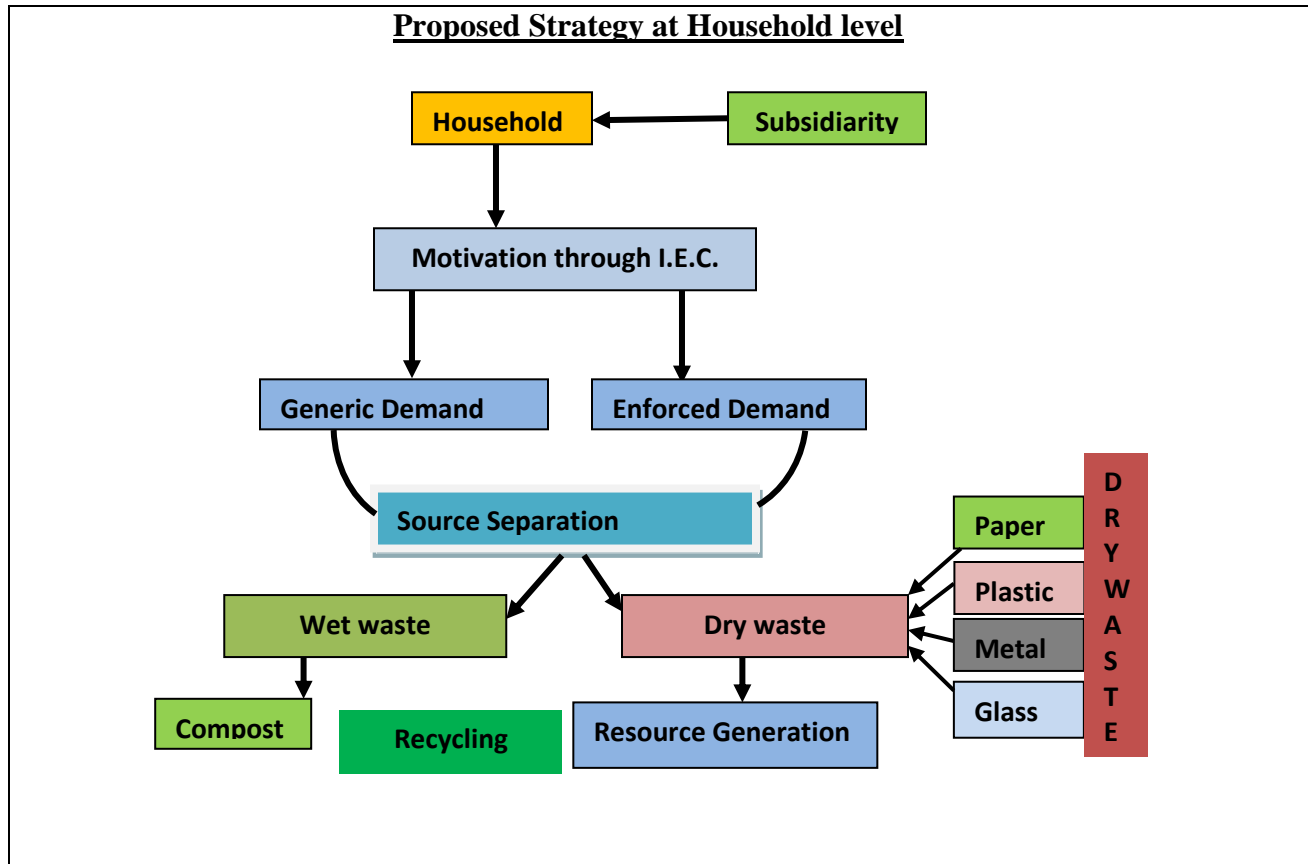 Proposed Strategy at Household level
Household
Subsidiarity
Motivation through I.E.C.
Generic Demand
Enforced Demand
Source Separation
Wet waste
Dry waste
Paper
Plastic
Metal
Glass
D
R
Y
W
A
S
T
E
Compost
Recycling
Resource Generation